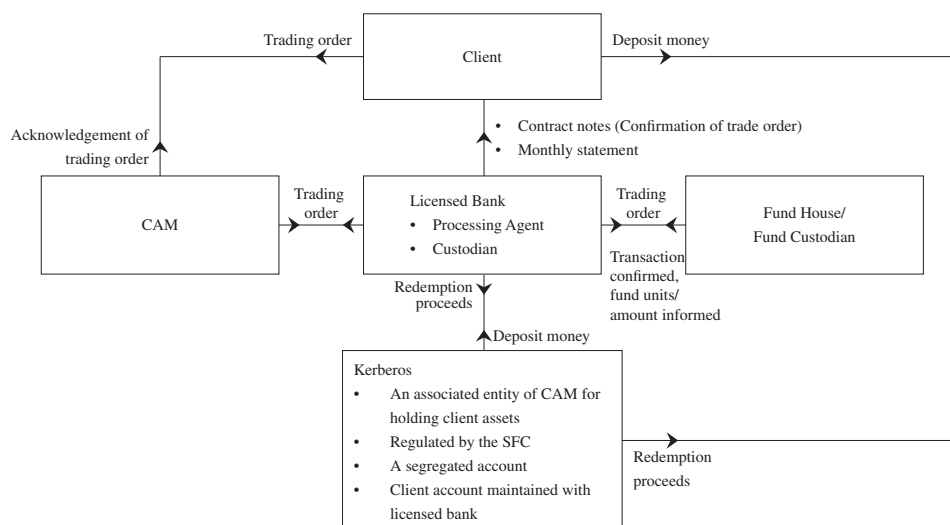 Trading order
Client
Deposit money
Acknowledgement of
trading order
• Contract notes (Confirmation of trade order)
• Monthly statement
CAM
Trading
order
Licensed Bank
• Processing Agent
• Custodian
Trading
order
Fund House/
Fund Custodian
Transaction
confirmed,
fund units/
amount informed
Redemption
proceeds
Deposit money
Kerberos
• An associated entity of CAM for
holding client assets
• Regulated by the SFC
• A segregated account
• Client account maintained with
licensed bank
Redemption
proceeds